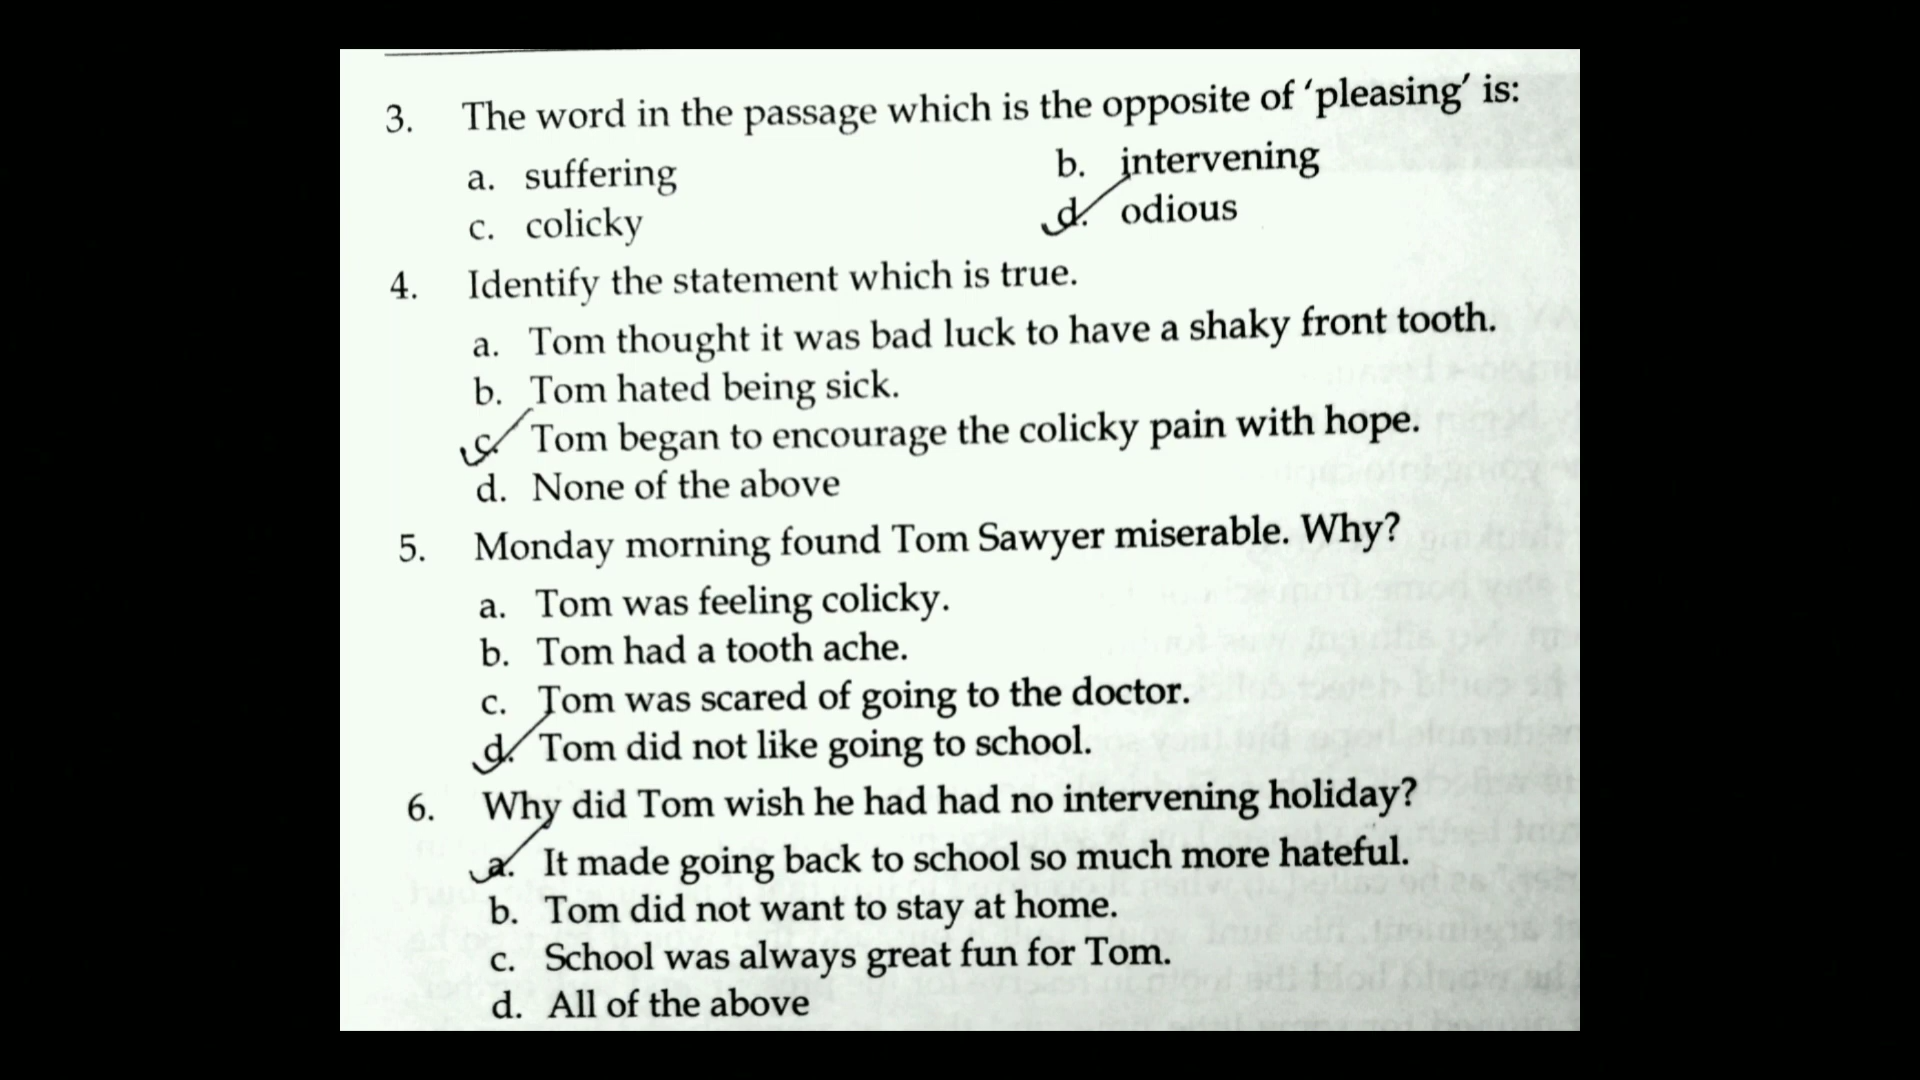 3. The word in the passage which is the opposite of ‘pleasing’ is:
a. suffering
b. intervening
c. colicky
d. odious
4. Identify the statement which is true.
a. Tom thought it was bad luck to have a shaky front tooth.
b. Tom hated being sick.
c. Tom began to encourage the colicky pain with hope.
d. None of the above
5. Monday morning found Tom Sawyer miserable. Why?
a. Tom was feeling colicky.
b. Tom had a tooth ache.
c. Tom was scared of going to the doctor.
d. Tom did not like going to school.
6. Why did Tom wish he had had no intervening holiday?
a. It made going back to school so much more hateful.
b. Tom did not want to stay at home.
c. School was always great fun for Tom.
d. All of the above